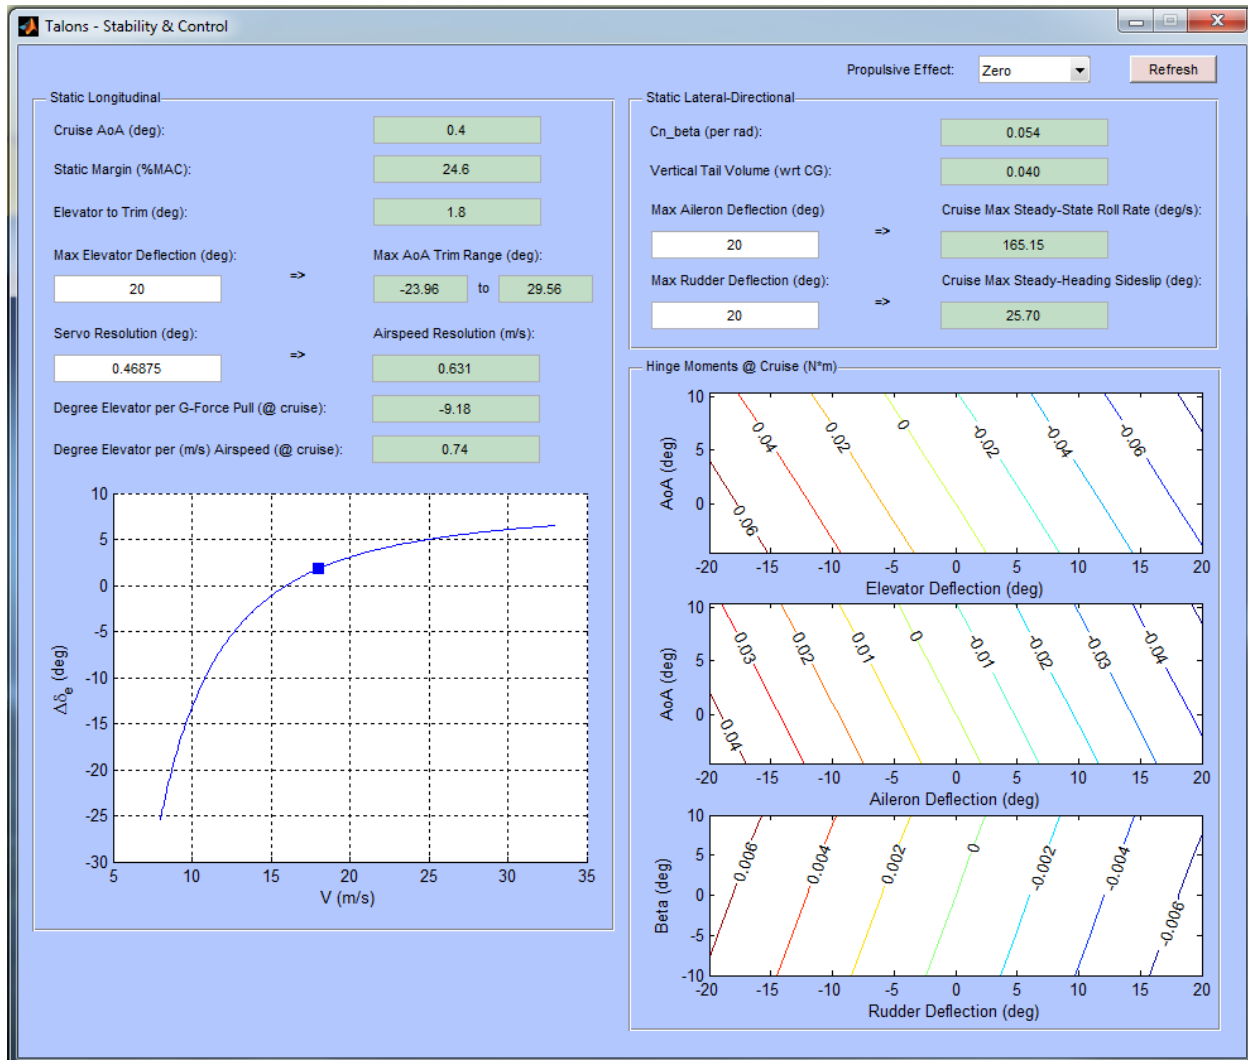 Talons - Stability & Control
Propulsive Effect: Zero Refresh
Static Longitudinal
Cruise AoA (deg): 0.4
Static Margin (%MAC): 24.6
Elevator to Trim (deg): 1.8
Max Elevator Deflection (deg): Max AoA Trim Range (deg):
20 => -23.96 to 29.56
Servo Resolution (deg): Airspeed Resolution (m/s):
0.46875 => 0.631
Degree Elevator per G-Force Pull (@ cruise): -9.18
Degree Elevator per (m/s) Airspeed (@ cruise): 0.74
10
5
0
-5
-10
-15
-20
-25
-30
Δδe (deg)
5 10 15 20 25 30 35
V (m/s)
Static Lateral-Directional
Cn_beta (per rad): 0.054
Vertical Tail Volume (wrt CG): 0.040
Max Aileron Deflection (deg) Cruise Max Steady-State Roll Rate (deg/s):
20 => 165.15
Max Rudder Deflection (deg): Cruise Max Steady-Heading Sideslip (deg):
20 => 25.70
Hinge Moments @ Cruise (N*m)
10
5
0
AoA (deg)
0.06 0.04 0.02 0 -0.02 -0.04 -0.06
-20 -15 -10 -5 0 5 10 15 20
Elevator Deflection (deg)
10
5
0
AoA (deg)
0.04 0.03 0.02 0.01 0 -0.01 -0.02 -0.03 -0.04
-20 -15 -10 -5 0 5 10 15 20
Aileron Deflection (deg)
10
5
0
-5
-10
Beta (deg)
0.006 0.004 0.002 0 -0.002 -0.004 -0.006
-20 -15 -10 -5 0 5 10 15 20
Rudder Deflection (deg)